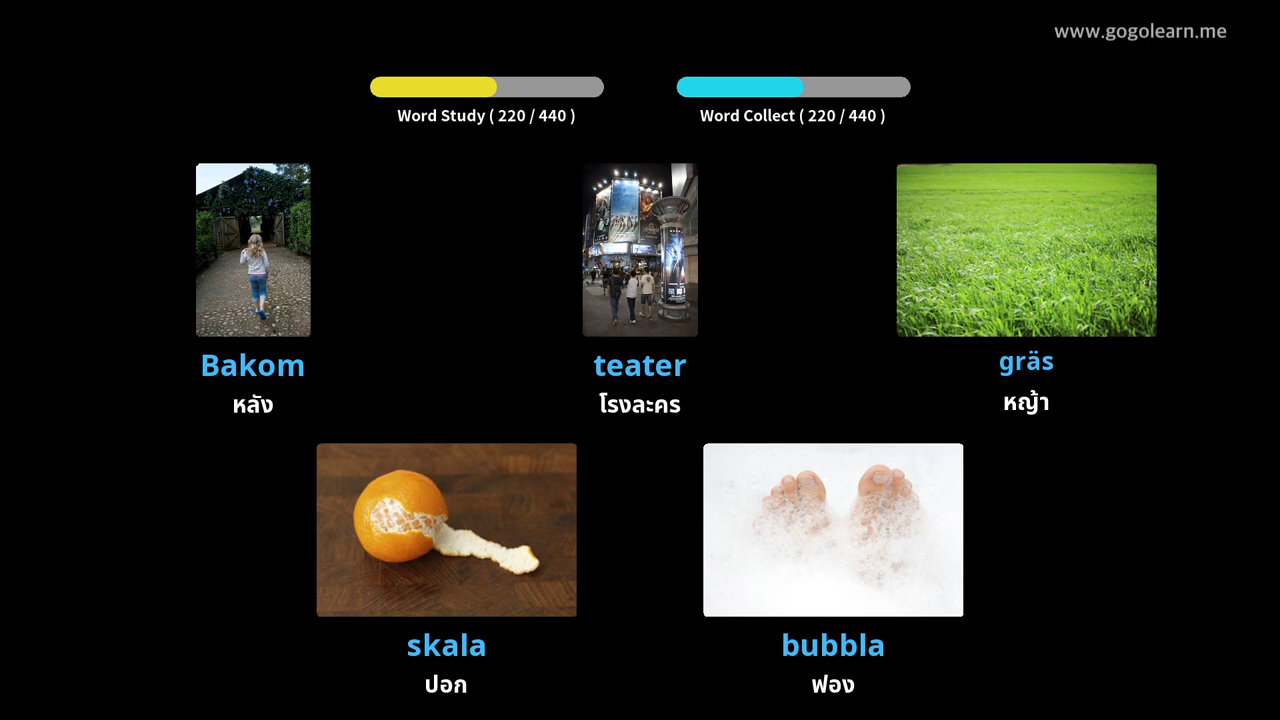 www.gogolearn.me
Word Study ( 220 / 440 )
Word Collect ( 220 / 440 )
Bakom
หลัง
teater
โรงละคร
gräs
หญ้า
skala
ปอก
bubbla
ฟอง